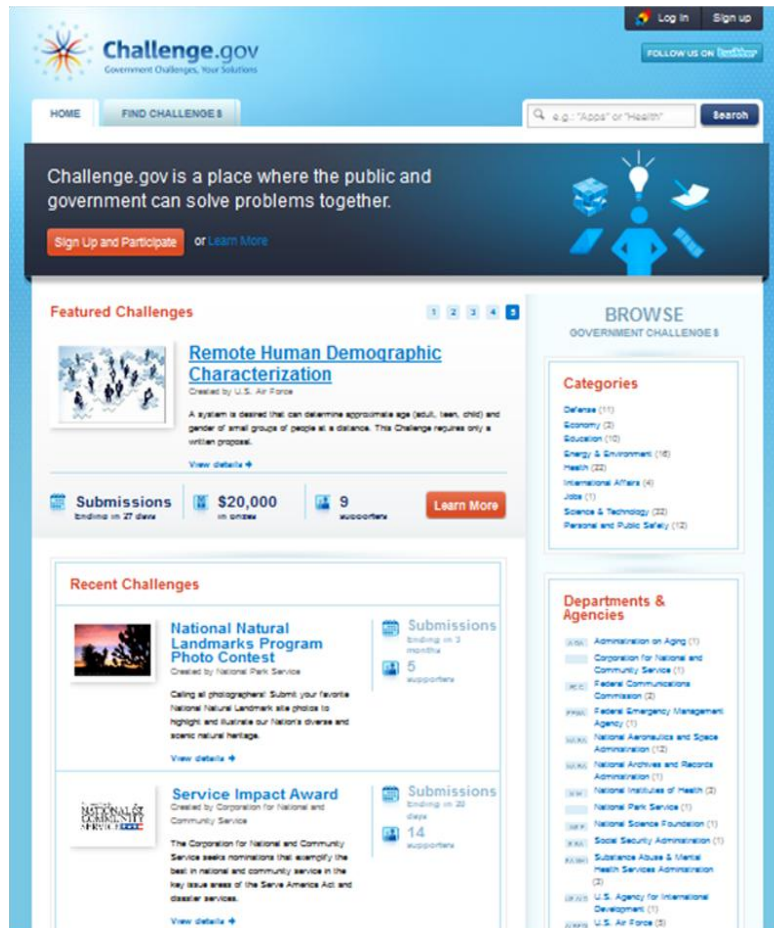 Log In Sign up
Challenge.gov
Government Challenges, Your Solutions
FOLLOW US ON twitter
HOME FIND CHALLENGES
e.g.: "Apps" or "Health" Search
Challenge.gov is a place where the public and
government can solve problems together.
Sign Up and Participate or Learn More
Featured Challenges 1 2 3 4 5
Remote Human Demographic
Characterization
Created by U.S. Air Force
A system is desired that can determine approximate age (adult, teen, child) and
gender of small groups of people at a distance. This Challenge requires only a
written proposal.
View details
Submissions
Ending in 27 days
$20,000
in prizes
9
supporters
Learn More
Recent Challenges
National Natural
Landmarks Program
Photo Contest
Created by National Park Service
Calling all photographers! Submit your favorite
National Natural Landmark site photos to
highlight and illustrate our Nation's diverse and
scenic natural heritage.
View details
Submissions
Ending in 3
months
5
supporters
NATIONAL &
COMMUNITY
SERVICE
Service Impact Award
Created by Corporation for National and
Community Service
The Corporation for National and Community
Service seeks nominations that exemplify the
best in national and community service in the
key issue areas of the Serve America Act and
disaster services.
View details
Submissions
Ending in 20
days
14
supporters
BROWSE
GOVERNMENT CHALLENGES
Categories
Defense (11)
Economy (3)
Education (10)
Energy & Environment (16)
Health (22)
International Affairs (4)
Jobs (1)
Science & Technology (22)
Personal and Public Safety (12)
Departments &
Agencies
Administration on Aging (1)
Corporation for National and
Community Service (1)
Federal Communications
Commission (2)
Federal Emergency Management
Agency (1)
National Aeronautics and Space
Administration (12)
National Archives and Records
Administration (1)
National Institutes of Health (3)
National Park Service (1)
National Science Foundation (1)
Social Security Administration (1)
Substance Abuse & Mental
Health Services Administration
(2)
U.S. Agency for International
Development (1)
U.S. Air Force (5)